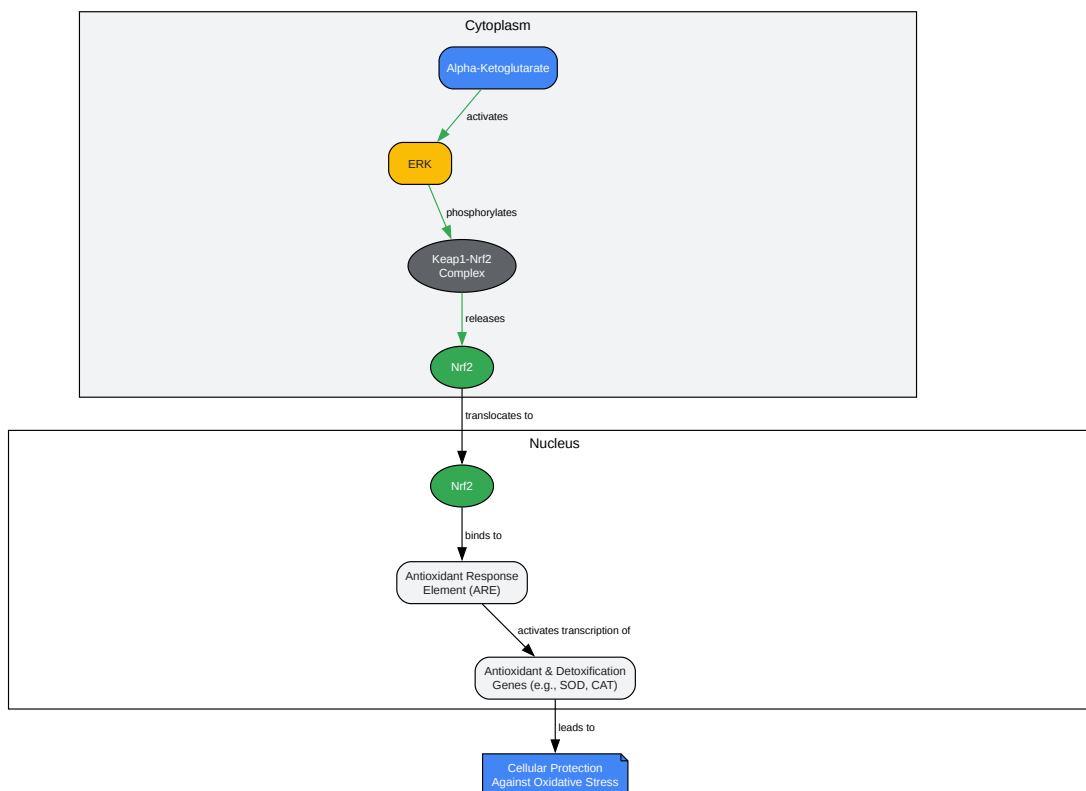 Cytoplasm
Alpha-Ketoglutarate
activates
ERK
phosphorylates
Keap1-Nrf2
Complex
releases
Nrf2
translocates to
Nucleus
Nrf2
binds to
Antioxidant Response
Element (ARE)
activates transcription of
Antioxidant & Detoxification
Genes (e.g., SOD, CAT)
leads to
Cellular Protection
Against Oxidative Stress